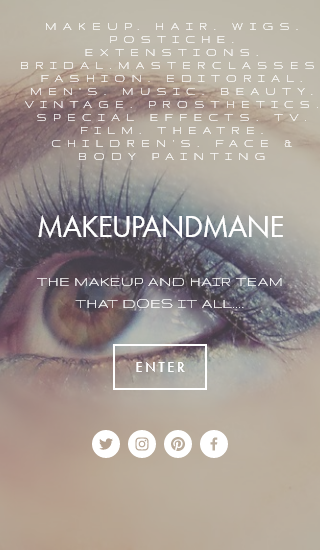 MAKEUP. HAIR. WIGS.
POSTICHE.
EXTENSTIONS.
BRIDAL.MASTERCLASSES
FASHION. EDITORIAL.
MEN'S. MUSIC. BEAUTY.
VINTAGE. PROSTHETICS.
SPECIAL EFFECTS. TV.
FILM. THEATRE.
CHILDREN'S. FACE &
BODY PAINTING
MAKEUPANDMANE
THE MAKEUP AND HAIR TEAM
THAT DOES IT ALL....
ENTER